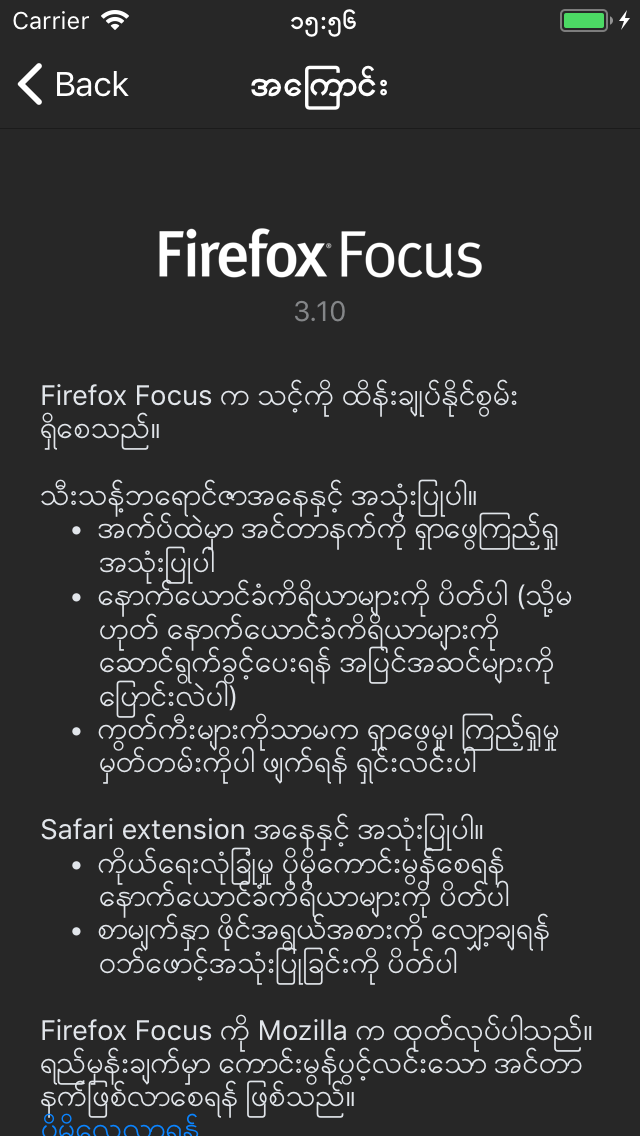 Carrier ၁၅:၅၆
Back အကြောင်း
Firefox Focus
3.10
Firefox Focus က သင့်ကို ထိန်းချုပ်နိုင်စွမ်း
ရှိစေသည်။
သီးသန့်ဘရောင်ဇာအနေနှင့် အသုံးပြုပါ။
• အက်ပ်ထဲမှာ အင်တာနက်ကို ရှာဖွေကြည့်ရှု
အသုံးပြုပါ
• နောက်ယောင်ခံကိရိယာများကို ပိတ်ပါ (သို့မ
ဟုတ် နောက်ယောင်ခံကိရိယာများကို
ဆောင်ရွက်ခွင့်ပေးရန် အပြင်အဆင်များကို
ပြောင်းလဲပါ)
• ကွတ်ကီးများကိုသာမက ရှာဖွေမှု၊ ကြည့်ရှုမှု
မှတ်တမ်းကိုပါ ဖျက်ရန် ရှင်းလင်းပါ
Safari extension အနေနှင့် အသုံးပြုပါ။
• ကိုယ်ရေးလုံခြုံမှု ပိုမိုကောင်းမွန်စေရန်
နောက်ယောင်ခံကိရိယာများကို ပိတ်ပါ
• စာမျက်နှာ ဖိုင်အရွယ်အစားကို လျှော့ချရန်
ဝဘ်ဖောင့်အသုံးပြုခြင်းကို ပိတ်ပါ
Firefox Focus ကို Mozilla က ထုတ်လုပ်ပါသည်။
ရည်မှန်းချက်မှာ ကောင်းမွန်ပွင့်လင်းသော အင်တာ
နက်ဖြစ်လာစေရန် ဖြစ်သည်။
ပိုမိုလေ့လာရန်